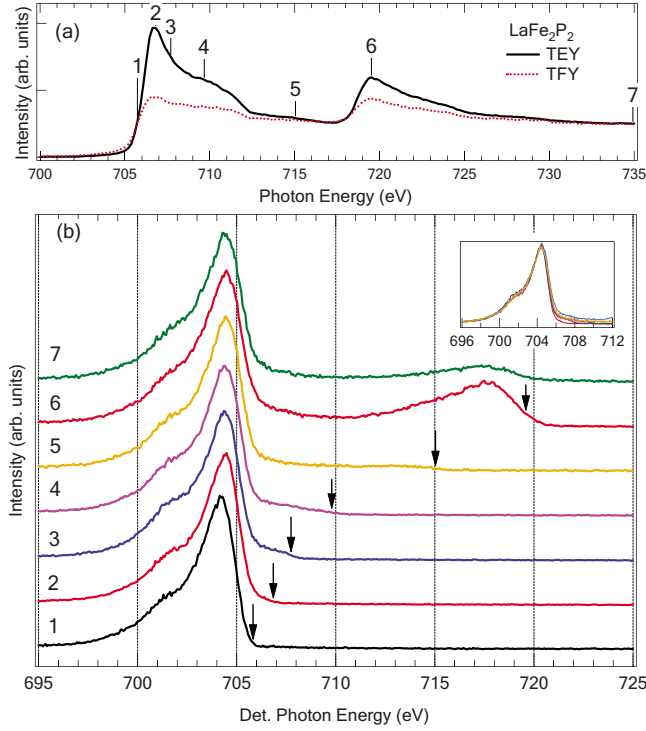 (a)
LaFe₂P₂
TEY
TFY
1 2 3 4 5 6 7
Intensity (arb. units)
700 705 710 715 720 725 730 735
Photon Energy (eV)
(b)
696 700 704 708 712
7
6
5
4
3
2
1
Intensity (arb. units)
695 700 705 710 715 720 725
Det. Photon Energy (eV)